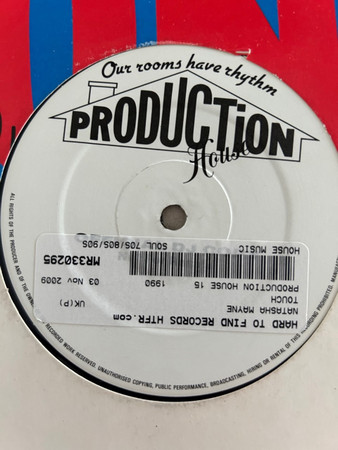 Our rooms have rhythm
PRODUCTiON
House
HARD TO FIND RECORDS HTFR.com
NATASHA MAYNE
TOUCH UK(P)
PRODUCTION HOUSE 15
1990 03 Nov 2009
MR330295
HOUSE MUSIC SOUL 70S/80S/90S
ALL RIGHTS OF THE PRODUCER AND OF THE OWNER
RECORDED WORK RESERVED. UNAUTHORISED COPYING, PUBLIC PERFORMANCE, BROADCASTING, HIRING OR RENTAL OF THIS RECORDING